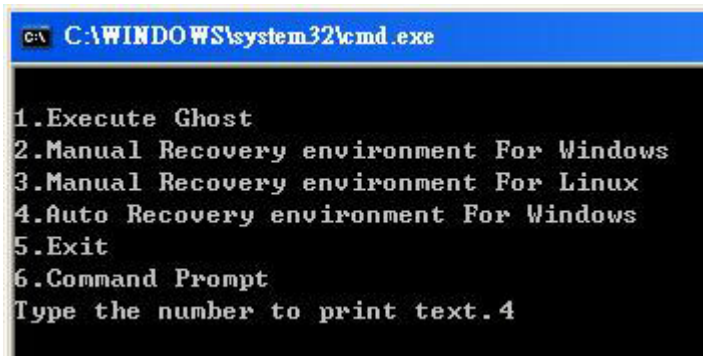 C:\WINDOWS\system32\cmd.exe
1.Execute Ghost
2.Manual Recovery environment For Windows
3.Manual Recovery environment For Linux
4.Auto Recovery environment For Windows
5.Exit
6.Command Prompt
Type the number to print text.4